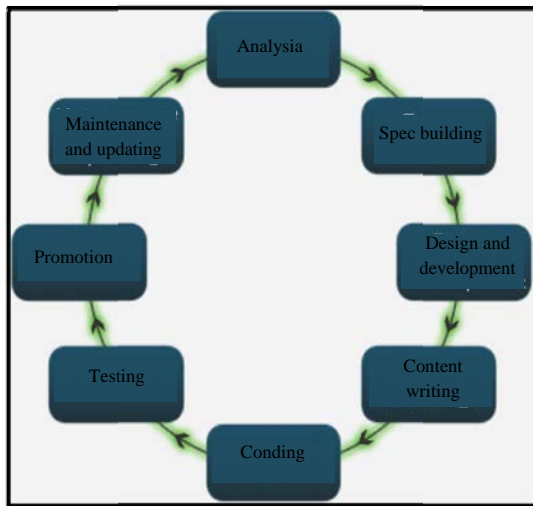 Analysia
Spec building
Design and
development
Content
writing
Conding
Testing
Promotion
Maintenance
and updating